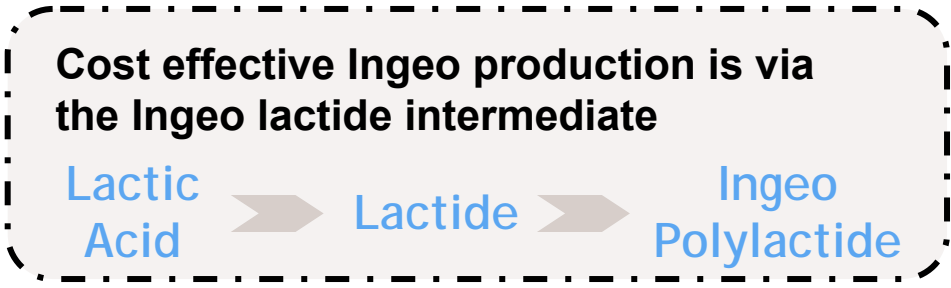 Cost effective Ingeo production is via
the Ingeo lactide intermediate
Lactic
Acid
Lactide
Ingeo
Polylactide